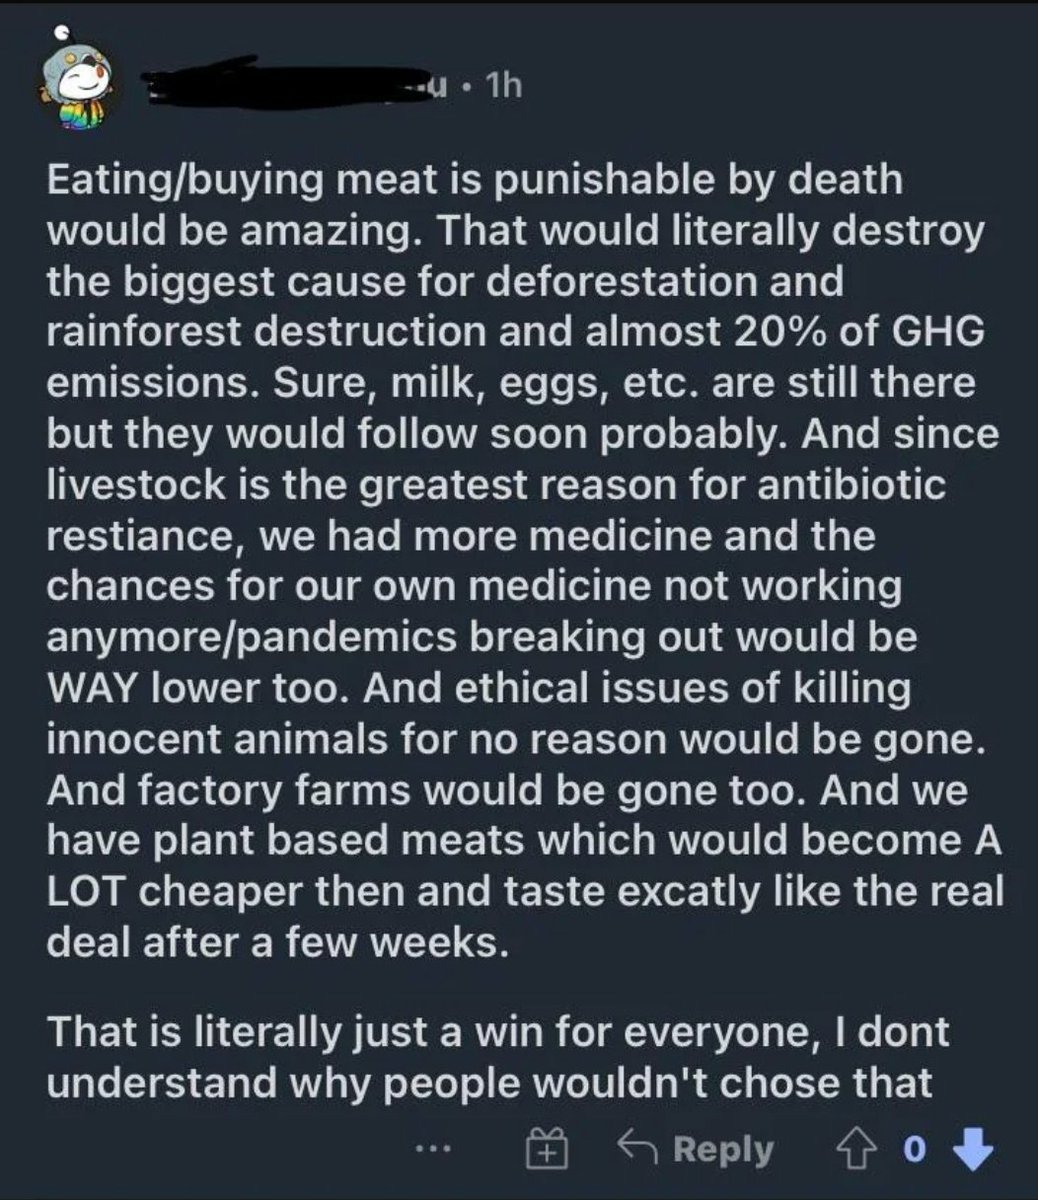 u • 1h
Eating/buying meat is punishable by death
would be amazing. That would literally destroy
the biggest cause for deforestation and
rainforest destruction and almost 20% of GHG
emissions. Sure, milk, eggs, etc. are still there
but they would follow soon probably. And since
livestock is the greatest reason for antibiotic
restiance, we had more medicine and the
chances for our own medicine not working
anymore/pandemics breaking out would be
WAY lower too. And ethical issues of killing
innocent animals for no reason would be gone.
And factory farms would be gone too. And we
have plant based meats which would become A
LOT cheaper then and taste excatly like the real
deal after a few weeks.
That is literally just a win for everyone, I dont
understand why people wouldn't chose that
Reply 0